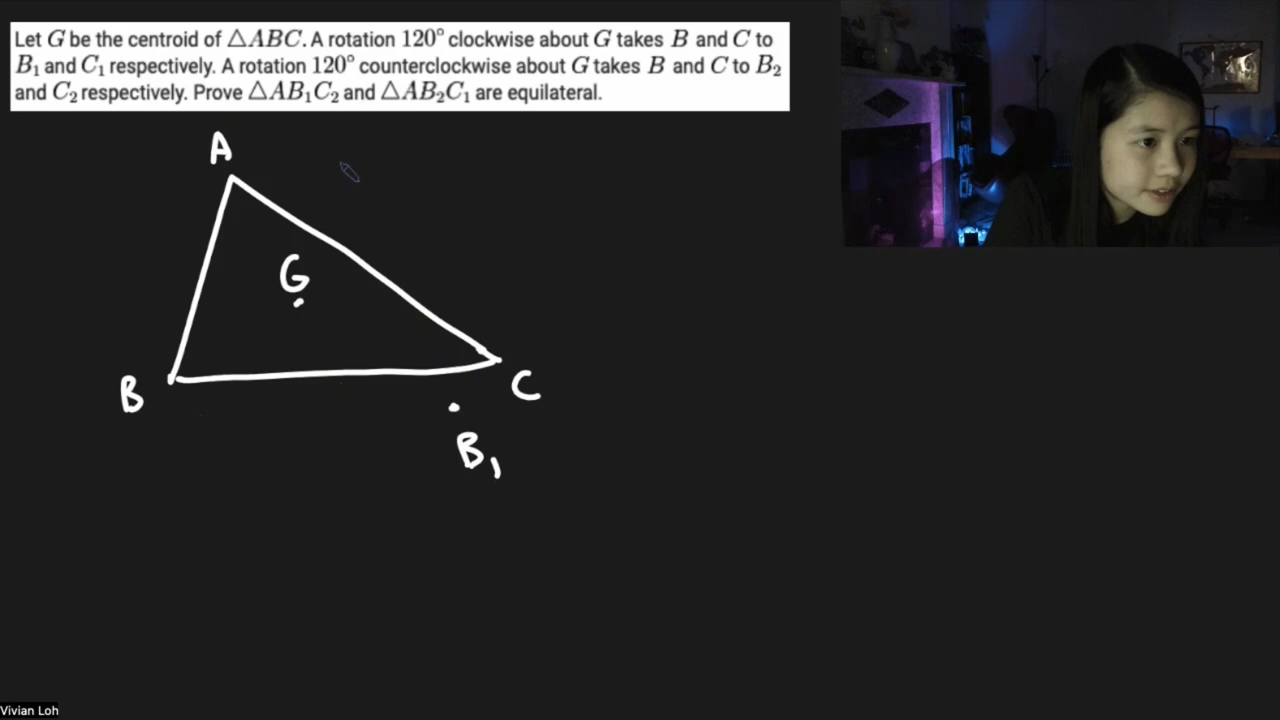 Let G be the centroid of △ABC. A rotation 120° clockwise about G takes B and C to
B₁ and C₁ respectively. A rotation 120° counterclockwise about G takes B and C to B₂
and C₂ respectively. Prove △AB₁C₂ and △AB₂C₁ are equilateral.
A
G
B
C
B₁
Vivian Loh